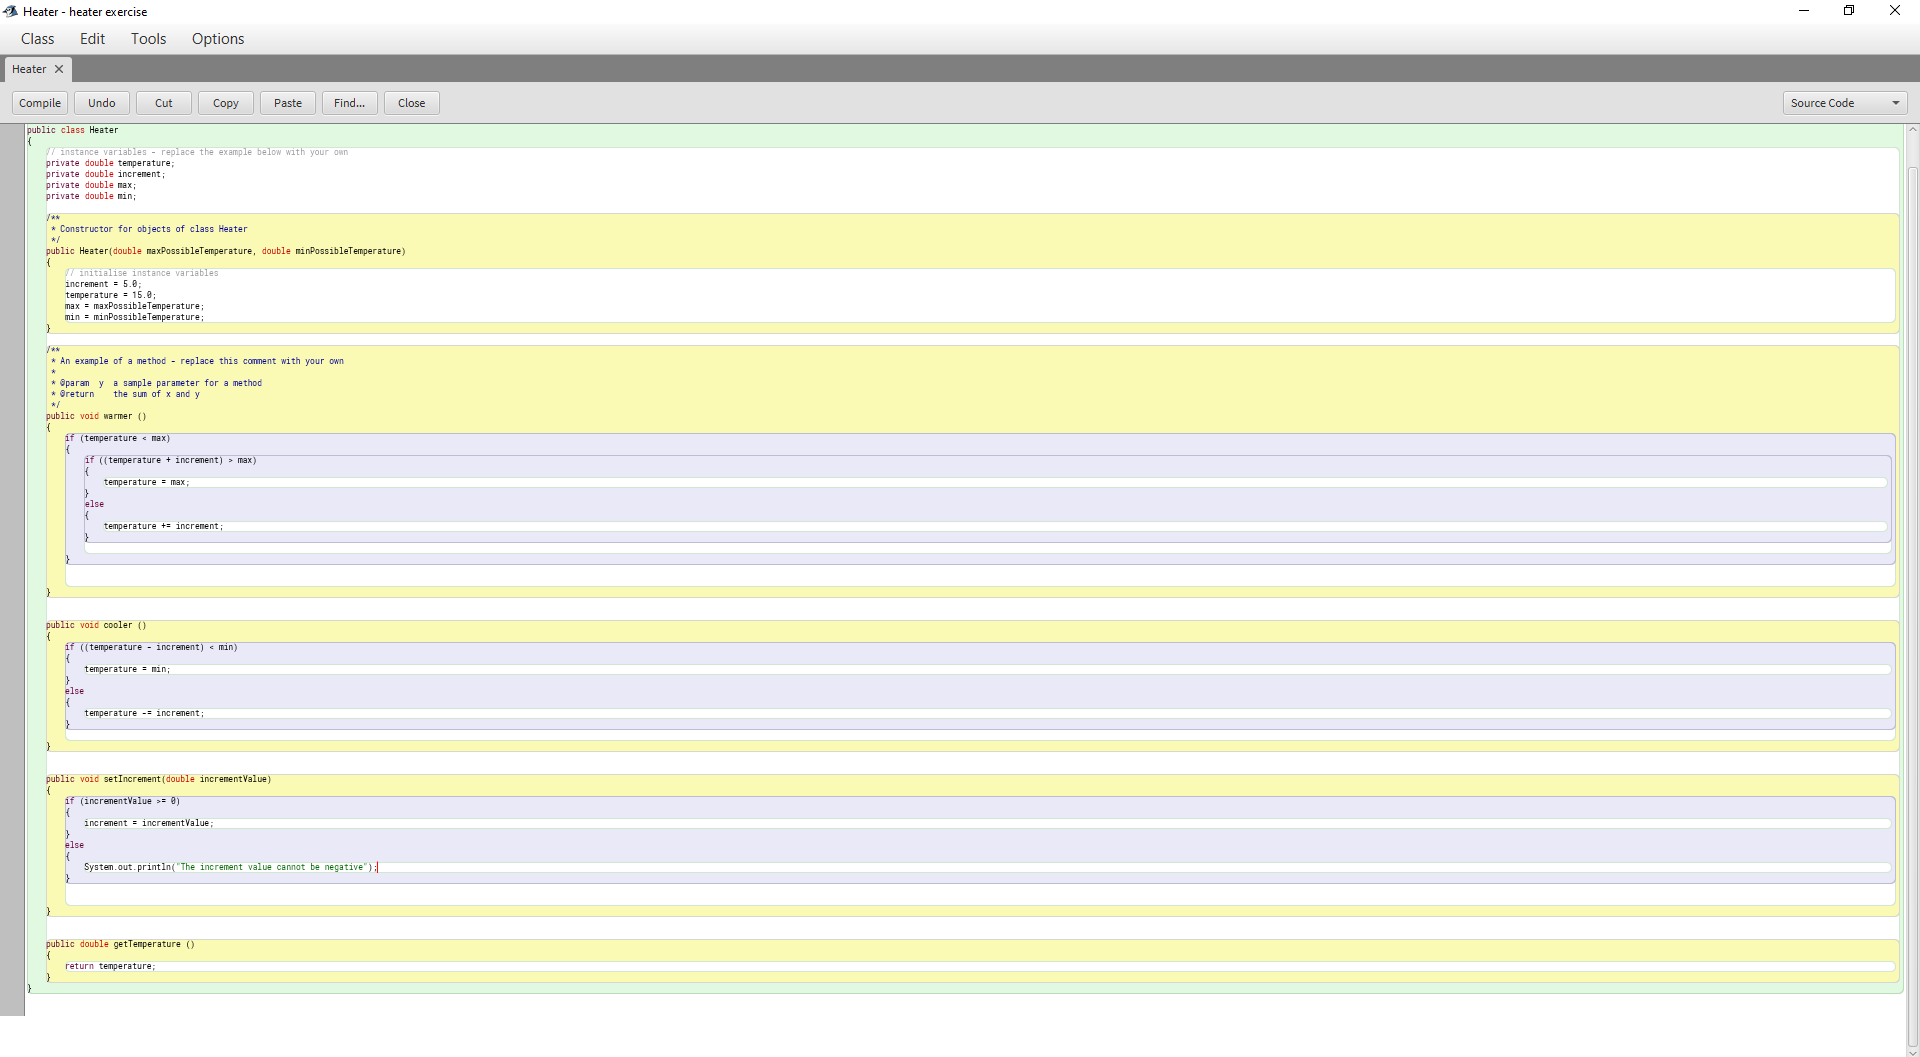 Heater - heater exercise
Class Edit Tools Options
Heater
Compile Undo Cut Copy Paste Find... Close Source Code
public class Heater
{
// instance variables - replace the example below with your own
private double temperature;
private double increment;
private double max;
private double min;
/**
* Constructor for objects of class Heater
*/
public Heater(double maxPossibleTemperature, double minPossibleTemperature)
{
// initialise instance variables
increment = 5.0;
temperature = 15.0;
max = maxPossibleTemperature;
min = minPossibleTemperature;
}
/**
* An example of a method - replace this comment with your own
*
* @param  y  a sample parameter for a method
* @return    the sum of x and y
*/
public void warmer ()
{
if (temperature < max)
{
if ((temperature + increment) > max)
{
temperature = max;
}
else
{
temperature += increment;
}
}
}
public void cooler ()
{
if ((temperature - increment) < min)
{
temperature = min;
}
else
{
temperature -= increment;
}
}
public void setIncrement(double incrementValue)
{
if (incrementValue >= 0)
{
increment = incrementValue;
}
else
{
System.out.println("The increment value cannot be negative");
}
}
public double getTemperature ()
{
return temperature;
}
}